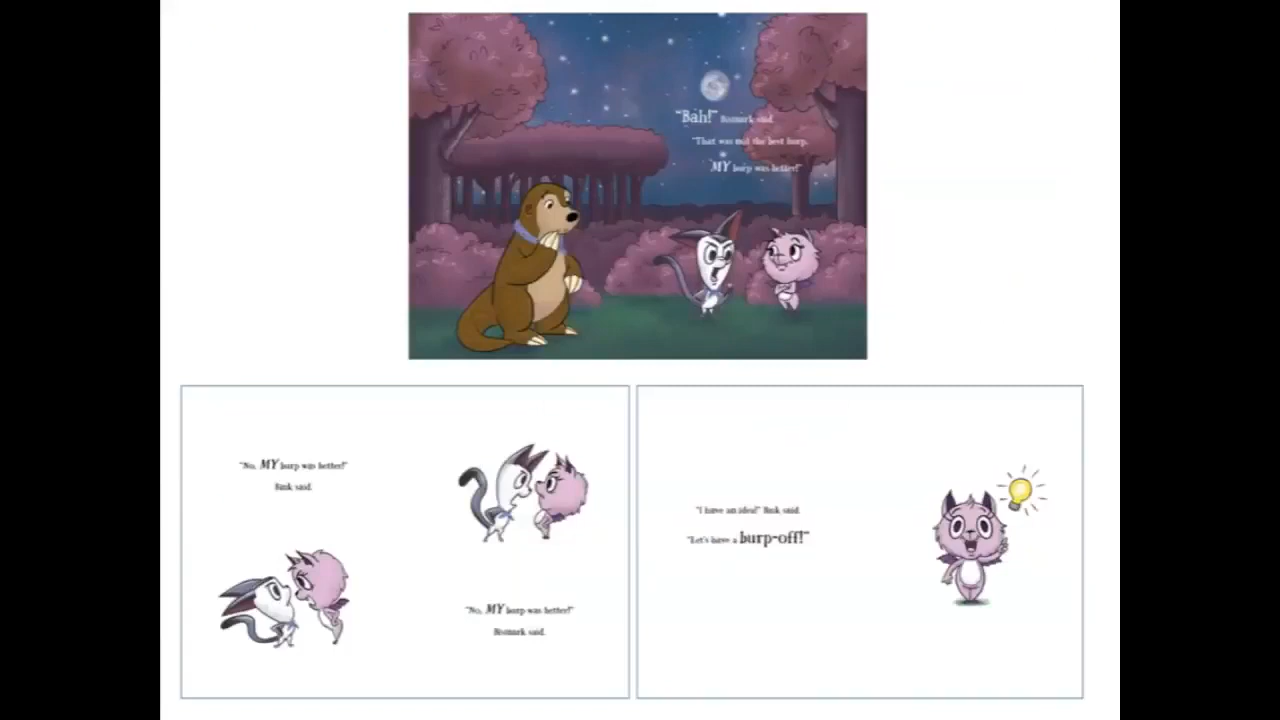 "Bah!" Bismark said.
"That was not the best burp.
MY burp was better!"
"No, MY burp was better!"
Bink said.
"No, MY burp was better!"
Bismark said.
"I have an idea!" Bink said.
"Let's have a burp-off!"